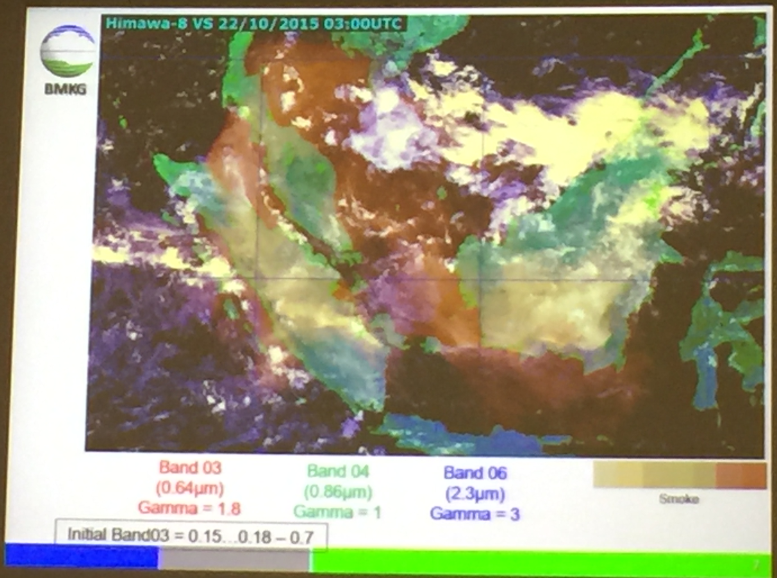 Himawa-8 VS 22/10/2015 03:00UTC
BMKG
Band 03
(0.64µm)
Gamma = 1.8
Band 04
(0.86µm)
Gamma = 1
Band 06
(2.3µm)
Gamma = 3
Smoke
Initial Band03 = 0.15…0.18 – 0.7
7